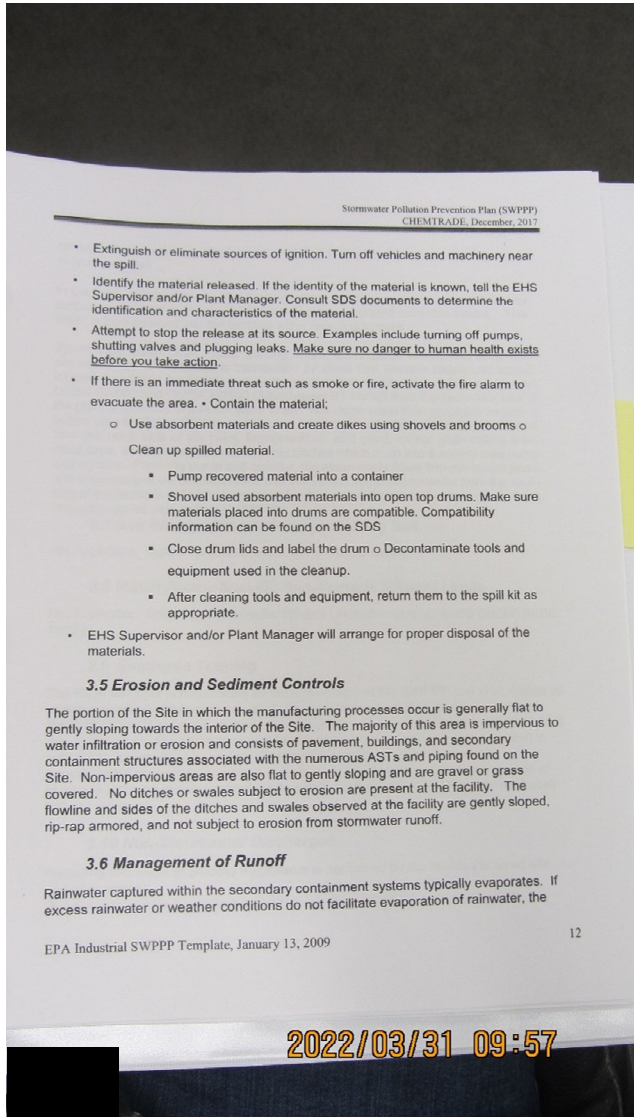 Stormwater Pollution Prevention Plan (SWPPP)
CHEMTRADE, December, 2017
• Extinguish or eliminate sources of ignition. Turn off vehicles and machinery near
the spill.
• Identify the material released. If the identity of the material is known, tell the EHS
Supervisor and/or Plant Manager. Consult SDS documents to determine the
identification and characteristics of the material.
• Attempt to stop the release at its source. Examples include turning off pumps,
shutting valves and plugging leaks. Make sure no danger to human health exists
before you take action.
• If there is an immediate threat such as smoke or fire, activate the fire alarm to
evacuate the area. • Contain the material;
o Use absorbent materials and create dikes using shovels and brooms o
Clean up spilled material.
▪ Pump recovered material into a container
▪ Shovel used absorbent materials into open top drums. Make sure
materials placed into drums are compatible. Compatibility
information can be found on the SDS
▪ Close drum lids and label the drum o Decontaminate tools and
equipment used in the cleanup.
▪ After cleaning tools and equipment, return them to the spill kit as
appropriate.
• EHS Supervisor and/or Plant Manager will arrange for proper disposal of the
materials.
3.5 Erosion and Sediment Controls
The portion of the Site in which the manufacturing processes occur is generally flat to
gently sloping towards the interior of the Site. The majority of this area is impervious to
water infiltration or erosion and consists of pavement, buildings, and secondary
containment structures associated with the numerous ASTs and piping found on the
Site. Non-impervious areas are also flat to gently sloping and are gravel or grass
covered. No ditches or swales subject to erosion are present at the facility. The
flowline and sides of the ditches and swales observed at the facility are gently sloped,
rip-rap armored, and not subject to erosion from stormwater runoff.
3.6 Management of Runoff
Rainwater captured within the secondary containment systems typically evaporates. If
excess rainwater or weather conditions do not facilitate evaporation of rainwater, the
12
EPA Industrial SWPPP Template, January 13, 2009
2022/03/31 09:57